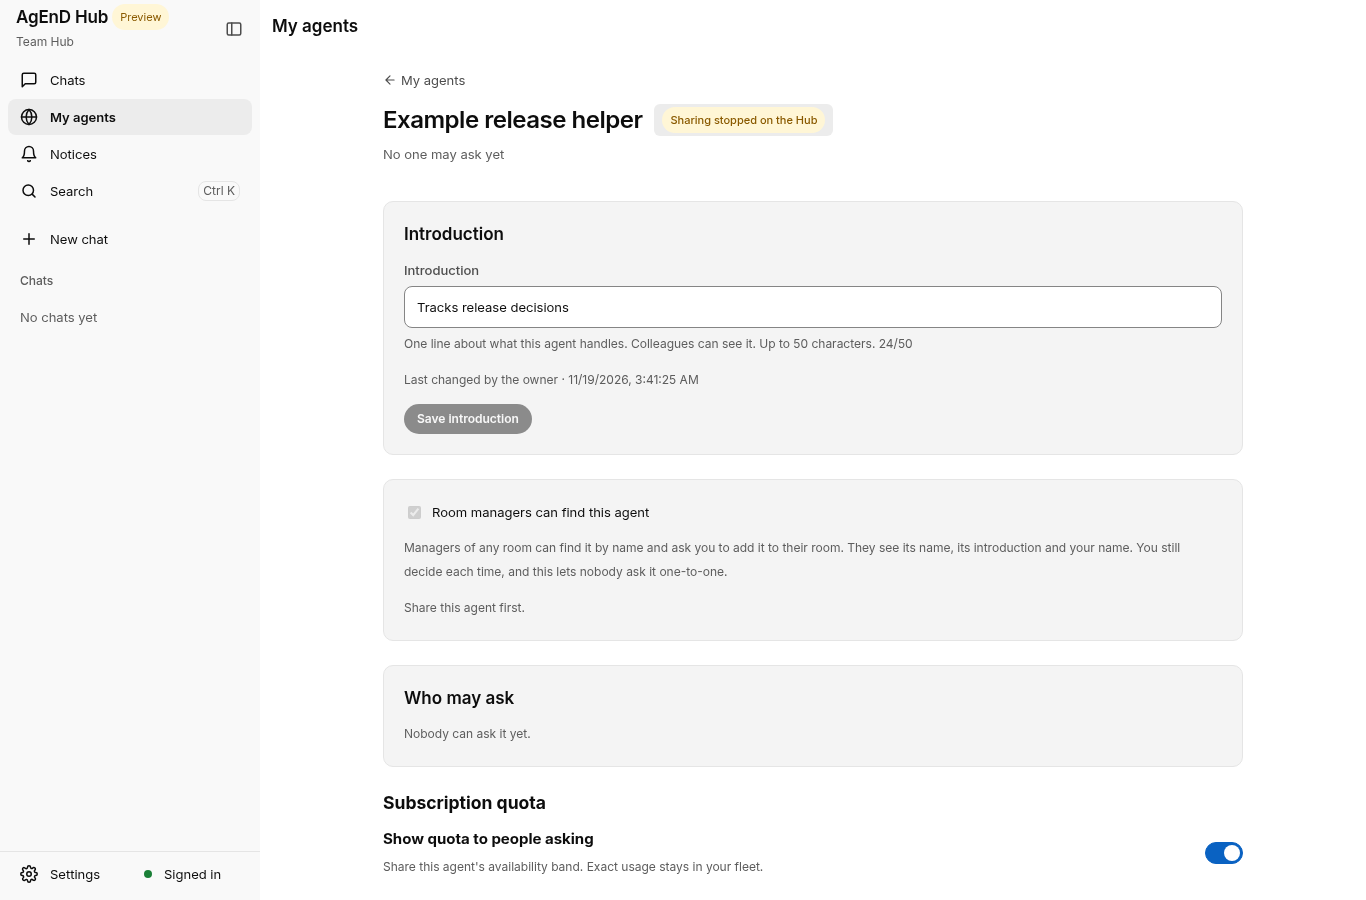 AgEnD Hub
Preview
Team Hub
Chats
My agents
Notices
Search
Ctrl K
New chat
Chats
No chats yet
Settings
Signed in
My agents
My agents
Example release helper
Sharing stopped on the Hub
No one may ask yet
Introduction
Introduction
Tracks release decisions
One line about what this agent handles. Colleagues can see it. Up to 50 characters. 24/50
Last changed by the owner · 11/19/2026, 3:41:25 AM
Save introduction
Room managers can find this agent
Managers of any room can find it by name and ask you to add it to their room. They see its name, its introduction and your name. You still
decide each time, and this lets nobody ask it one-to-one.
Share this agent first.
Who may ask
Nobody can ask it yet.
Subscription quota
Show quota to people asking
Share this agent's availability band. Exact usage stays in your fleet.